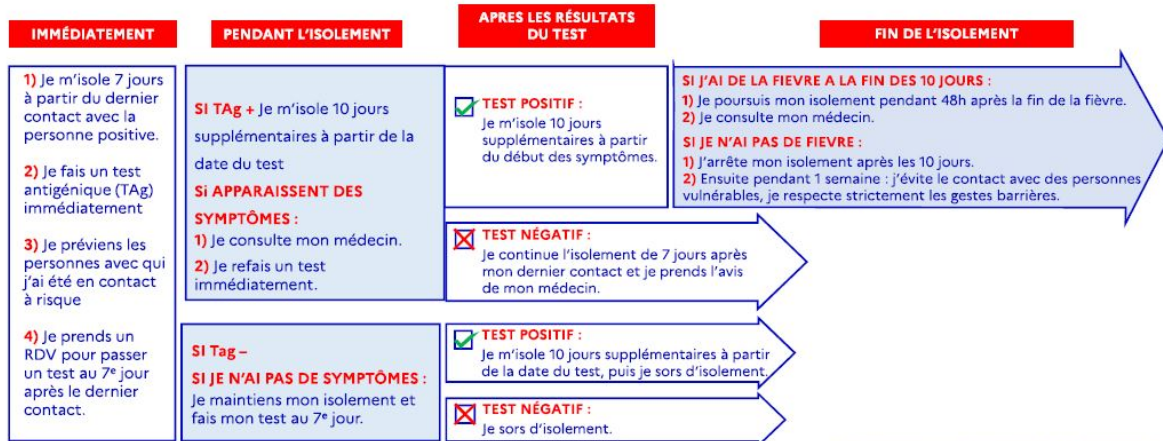 IMMÉDIATEMENT
PENDANT L'ISOLEMENT
APRES LES RÉSULTATS
DU TEST
FIN DE L'ISOLEMENT
1) Je m'isole 7 jours
à partir du dernier
contact avec la
personne positive.
2) Je fais un test
antigénique (TAg)
immédiatement
3) Je préviens les
personnes avec qui
j'ai été en contact
à risque
4) Je prends un
RDV pour passer
un test au 7e jour
après le dernier
contact.
SI TAg + Je m'isole 10 jours
supplémentaires à partir de la
date du test
Si APPARAISSENT DES
SYMPTÔMES :
1) Je consulte mon médecin.
2) Je refais un test
immédiatement.
SI Tag –
SI JE N'AI PAS DE SYMPTÔMES :
Je maintiens mon isolement et
fais mon test au 7e jour.
TEST POSITIF :
Je m'isole 10 jours
supplémentaires à partir
du début des symptômes.
TEST NÉGATIF :
Je continue l'isolement de 7 jours après
mon dernier contact et je prends l'avis
de mon médecin.
TEST POSITIF :
Je m'isole 10 jours supplémentaires à partir
de la date du test, puis je sors d'isolement.
TEST NÉGATIF :
Je sors d'isolement.
SI J'AI DE LA FIEVRE A LA FIN DES 10 JOURS :
1) Je poursuis mon isolement pendant 48h après la fin de la fièvre.
2) Je consulte mon médecin.
SI JE N'AI PAS DE FIEVRE :
1) J'arrête mon isolement après les 10 jours.
2) Ensuite pendant 1 semaine : j'évite le contact avec des personnes
vulnérables, je respecte strictement les gestes barrières.